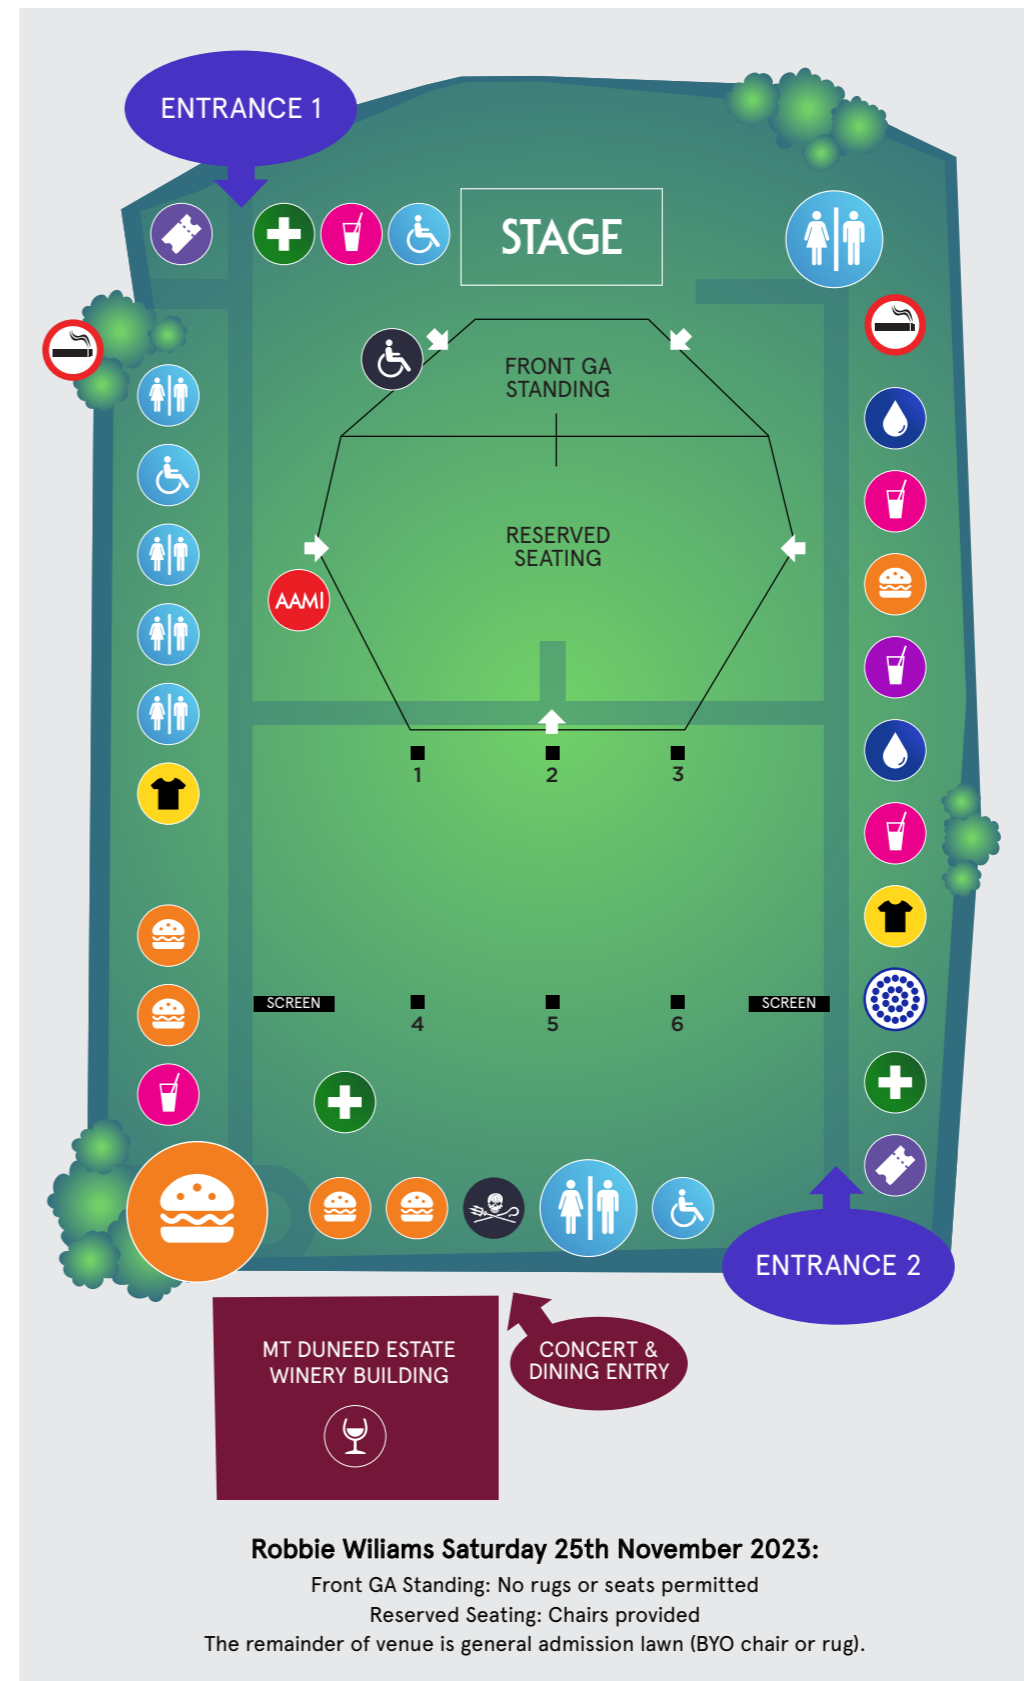 ENTRANCE 1
STAGE
FRONT GA
STANDING
RESERVED
SEATING
AAMI
1
2
3
SCREEN
SCREEN
4
5
6
ENTRANCE 2
MT DUNEED ESTATE
WINERY BUILDING
CONCERT &
DINING ENTRY
Robbie Wiliams Saturday 25th November 2023:
Front GA Standing: No rugs or seats permitted
Reserved Seating: Chairs provided
The remainder of venue is general admission lawn (BYO chair or rug).